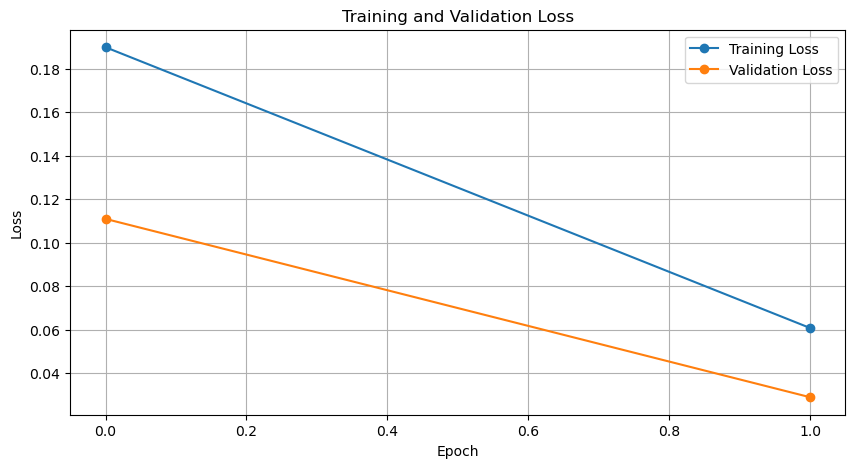 Training and Validation Loss
Training Loss
Validation Loss
0.18
0.16
0.14
0.12
0.10
0.08
0.06
0.04
Loss
0.0 0.2 0.4 0.6 0.8 1.0
Epoch